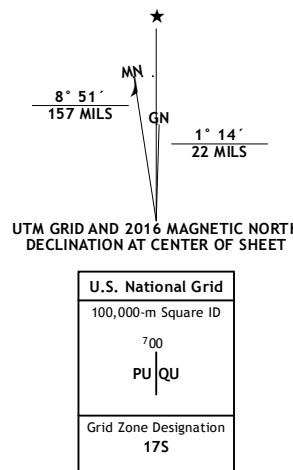 ★
MN
8° 51´
157 MILS
GN
1° 14´
22 MILS
UTM GRID AND 2016 MAGNETIC NORTH
DECLINATION AT CENTER OF SHEET
U.S. National Grid
100,000-m Square ID
⁷00
PU QU
Grid Zone Designation
17S